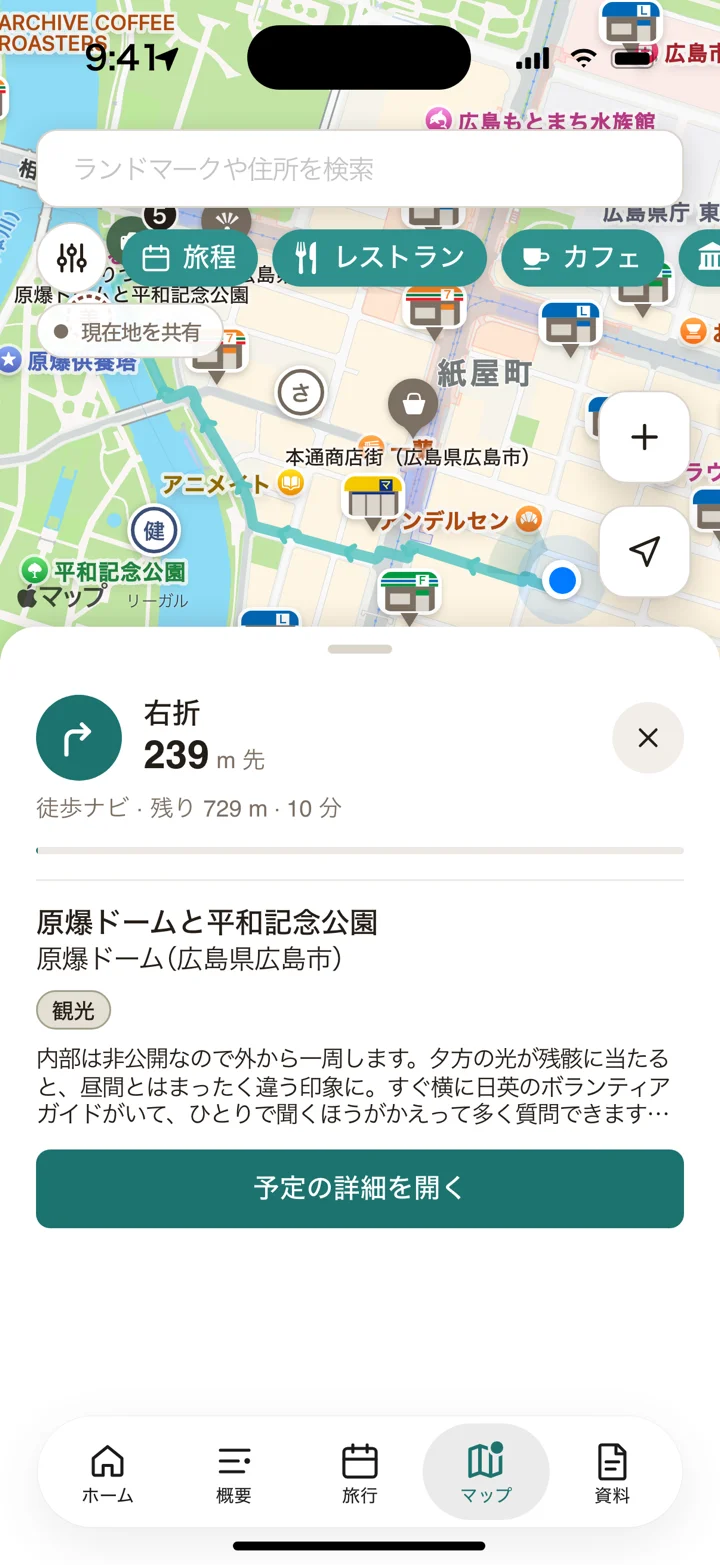 ARCHIVE COFFEE
ROASTERS
9:41
広島市
広島もとまち水族館
相
ランドマークや住所を検索
広島県庁 東
5
旅程
レストラン
カフェ
原爆ドームと平和記念公園
現在地を共有
7
7
L
L
原爆供養塔
さ
紙屋町
本通商店街（広島県広島市）
アニメイト
マ
アンデルセン
ラウ
健
平和記念公園
マップ
リーガル
F
L
右折
239 m 先
徒歩ナビ · 残り 729 m · 10 分
原爆ドームと平和記念公園
原爆ドーム（広島県広島市）
観光
内部は非公開なので外から一周します。夕方の光が残骸に当たる
と、昼間とはまったく違う印象に。すぐ横に日英のボランティア
ガイドがいて、ひとりで聞くほうがかえって多く質問できます…
予定の詳細を開く
ホーム
概要
旅行
マップ
資料